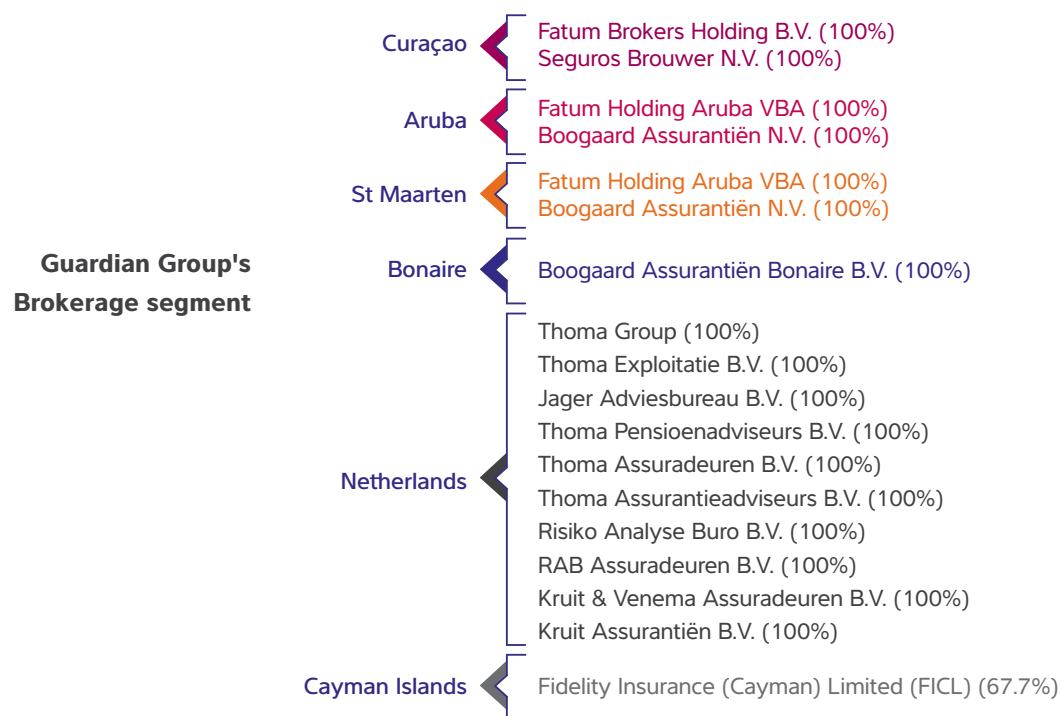 Guardian Group's
Brokerage segment
Curaçao
Fatum Brokers Holding B.V. (100%)
Seguros Brouwer N.V. (100%)
Aruba
Fatum Holding Aruba VBA (100%)
Boogaard Assurantiën N.V. (100%)
St Maarten
Fatum Holding Aruba VBA (100%)
Boogaard Assurantiën N.V. (100%)
Bonaire
Boogaard Assurantiën Bonaire B.V. (100%)
Netherlands
Thoma Group (100%)
Thoma Exploitatie B.V. (100%)
Jager Adviesbureau B.V. (100%)
Thoma Pensioenadviseurs B.V. (100%)
Thoma Assuradeuren B.V. (100%)
Thoma Assurantieadviseurs B.V. (100%)
Risiko Analyse Buro B.V. (100%)
RAB Assuradeuren B.V. (100%)
Kruit & Venema Assuradeuren B.V. (100%)
Kruit Assurantiën B.V. (100%)
Cayman Islands
Fidelity Insurance (Cayman) Limited (FICL) (67.7%)